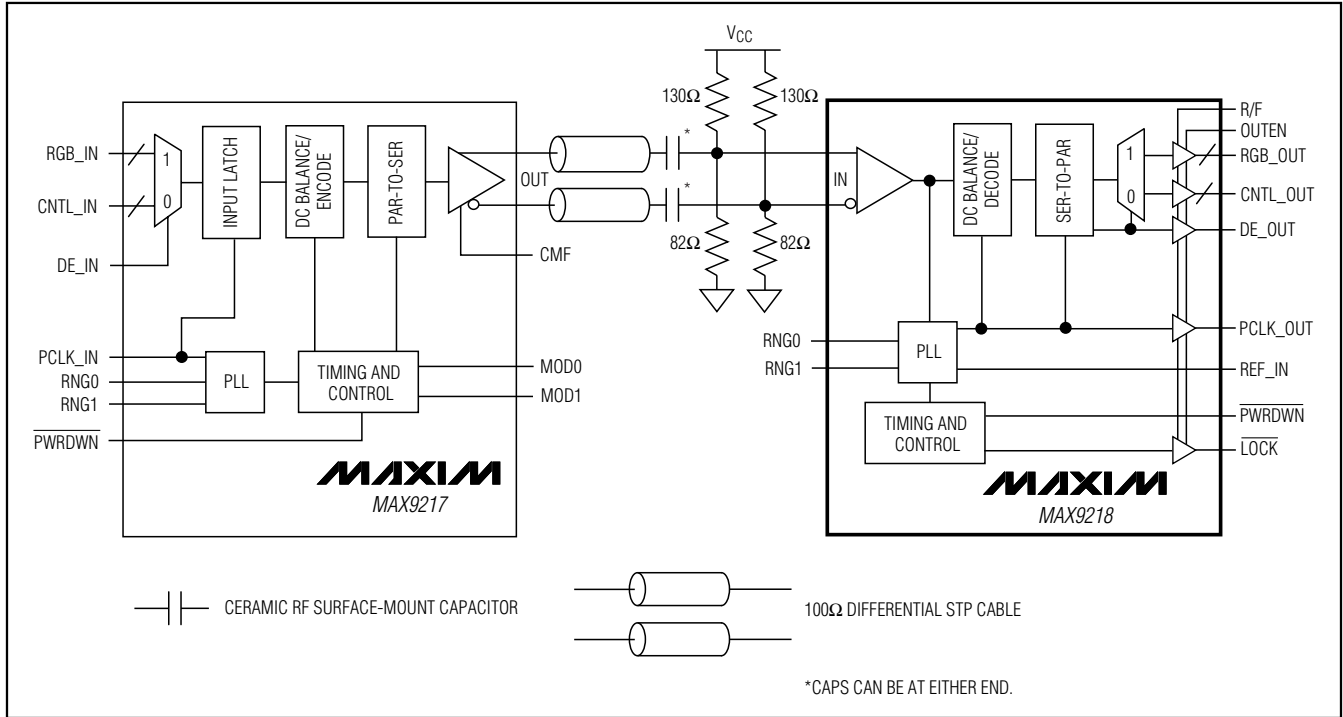 VCC
130Ω
130Ω
*
*
82Ω
82Ω
RGB_IN
CNTL_IN
DE_IN
PCLK_IN
RNG0
RNG1
PWRDWN
1
0
INPUT LATCH
DC BALANCE/
ENCODE
PAR-TO-SER
PLL
TIMING AND
CONTROL
OUT
CMF
MOD0
MOD1
MAXIM
MAX9217
IN
RNG0
RNG1
DC BALANCE/
DECODE
SER-TO-PAR
1
0
PLL
TIMING AND
CONTROL
R/F
OUTEN
RGB_OUT
CNTL_OUT
DE_OUT
PCLK_OUT
REF_IN
PWRDWN
LOCK
MAXIM
MAX9218
CERAMIC RF SURFACE-MOUNT CAPACITOR
100Ω DIFFERENTIAL STP CABLE
*CAPS CAN BE AT EITHER END.